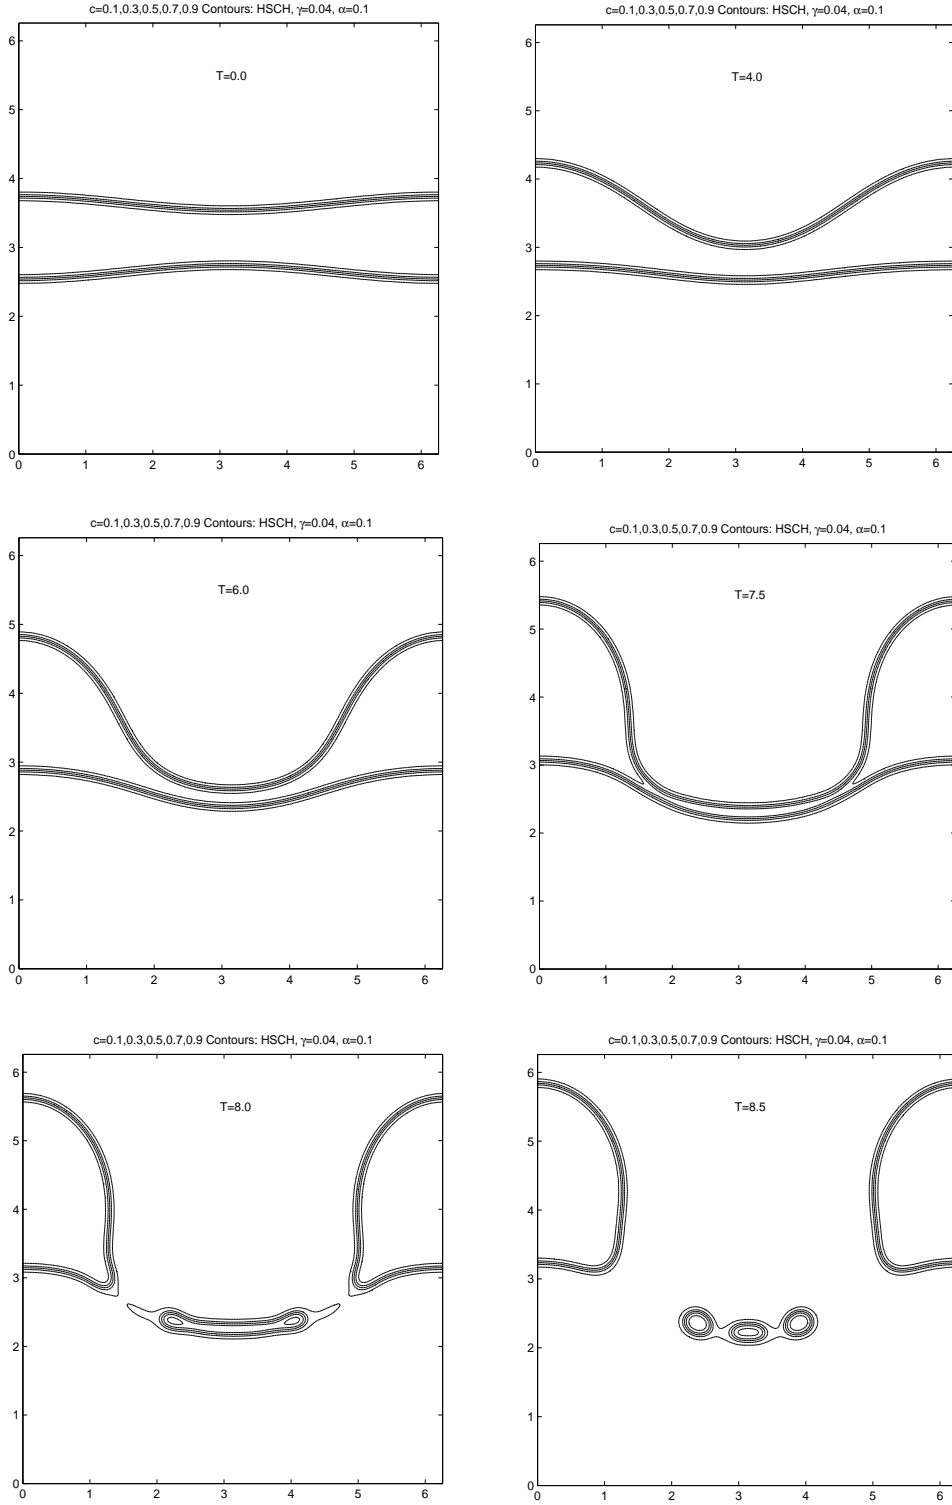 c=0.1,0.3,0.5,0.7,0.9 Contours: HSCH, γ=0.04, α=0.1
T=0.0
6
5
4
3
2
1
0
0 1 2 3 4 5 6
c=0.1,0.3,0.5,0.7,0.9 Contours: HSCH, γ=0.04, α=0.1
T=4.0
6
5
4
3
2
1
0
0 1 2 3 4 5 6
c=0.1,0.3,0.5,0.7,0.9 Contours: HSCH, γ=0.04, α=0.1
T=6.0
6
5
4
3
2
1
0
0 1 2 3 4 5 6
c=0.1,0.3,0.5,0.7,0.9 Contours: HSCH, γ=0.04, α=0.1
T=7.5
6
5
4
3
2
1
0
0 1 2 3 4 5 6
c=0.1,0.3,0.5,0.7,0.9 Contours: HSCH, γ=0.04, α=0.1
T=8.0
6
5
4
3
2
1
0
0 1 2 3 4 5 6
c=0.1,0.3,0.5,0.7,0.9 Contours: HSCH, γ=0.04, α=0.1
T=8.5
6
5
4
3
2
1
0
0 1 2 3 4 5 6